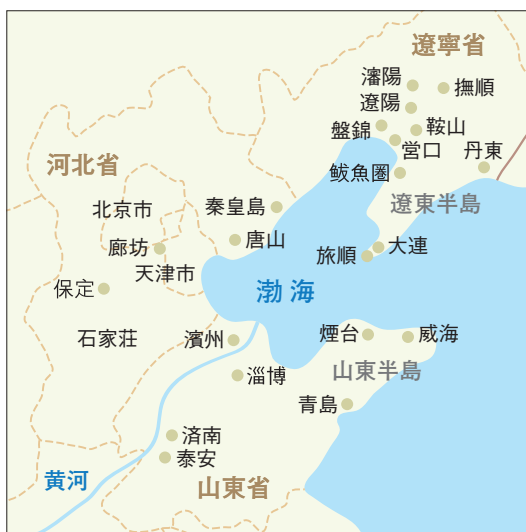 遼寧省
瀋陽
撫順
遼陽
盤錦
鞍山
営口
丹東
鮁魚圏
河北省
遼東半島
北京市
秦皇島
唐山
廊坊
大連
旅順
天津市
保定
渤海
石家荘
濱州
煙台
威海
山東半島
淄博
青島
済南
泰安
黄河
山東省